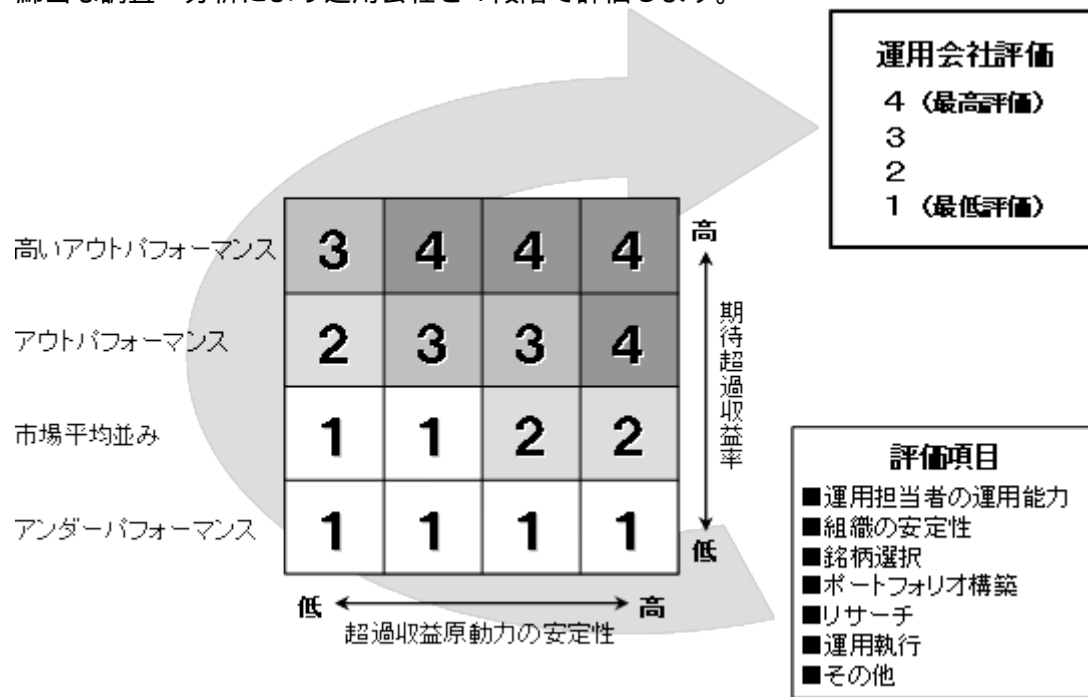 運用会社評価
4 (最高評価)
3
2
1 (最低評価)
高いアウトパフォーマンス 3 4 4 4
アウトパフォーマンス 2 3 3 4
市場平均並み 1 1 2 2
アンダーパフォーマンス 1 1 1 1
高
期待超過収益率
低
低 高
超過収益原動力の安定性
評価項目
■運用担当者の運用能力
■組織の安定性
■銘柄選択
■ポートフォリオ構築
■リサーチ
■運用執行
■その他